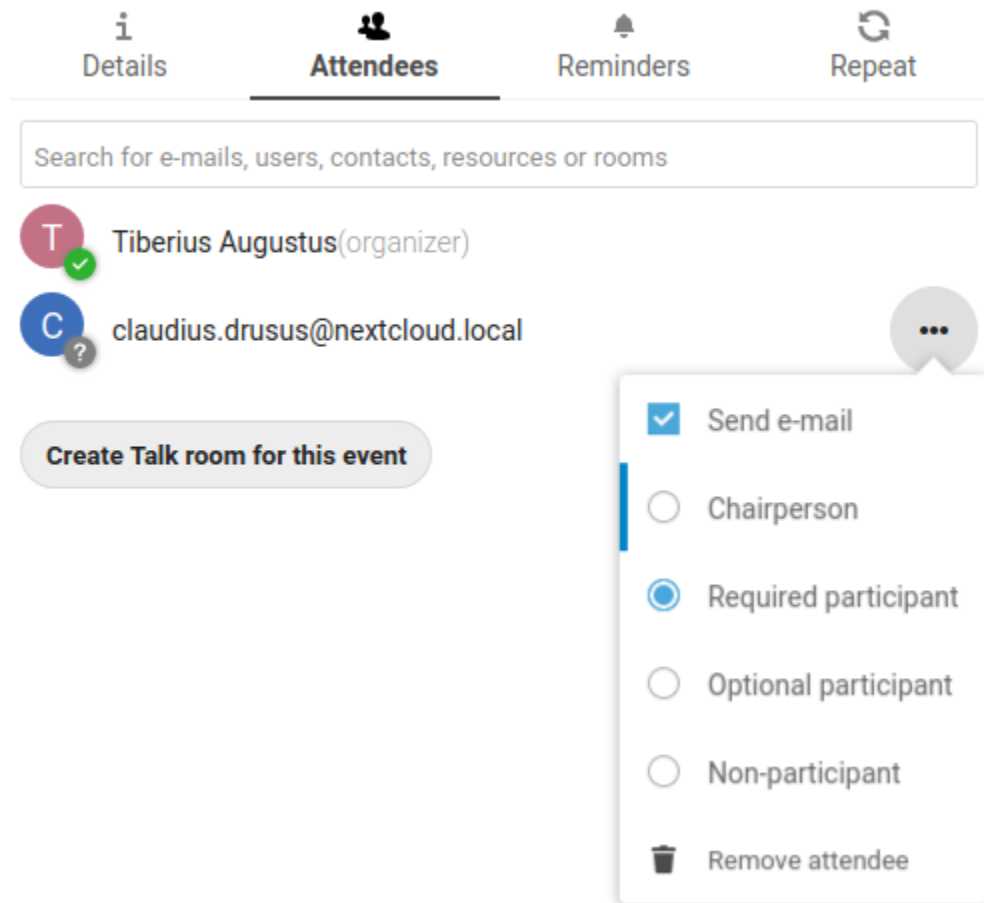 Details
Attendees
Reminders
Repeat
Search for e-mails, users, contacts, resources or rooms
T
Tiberius Augustus(organizer)
C
?
claudius.drusus@nextcloud.local
Create Talk room for this event
Send e-mail
Chairperson
Required participant
Optional participant
Non-participant
Remove attendee